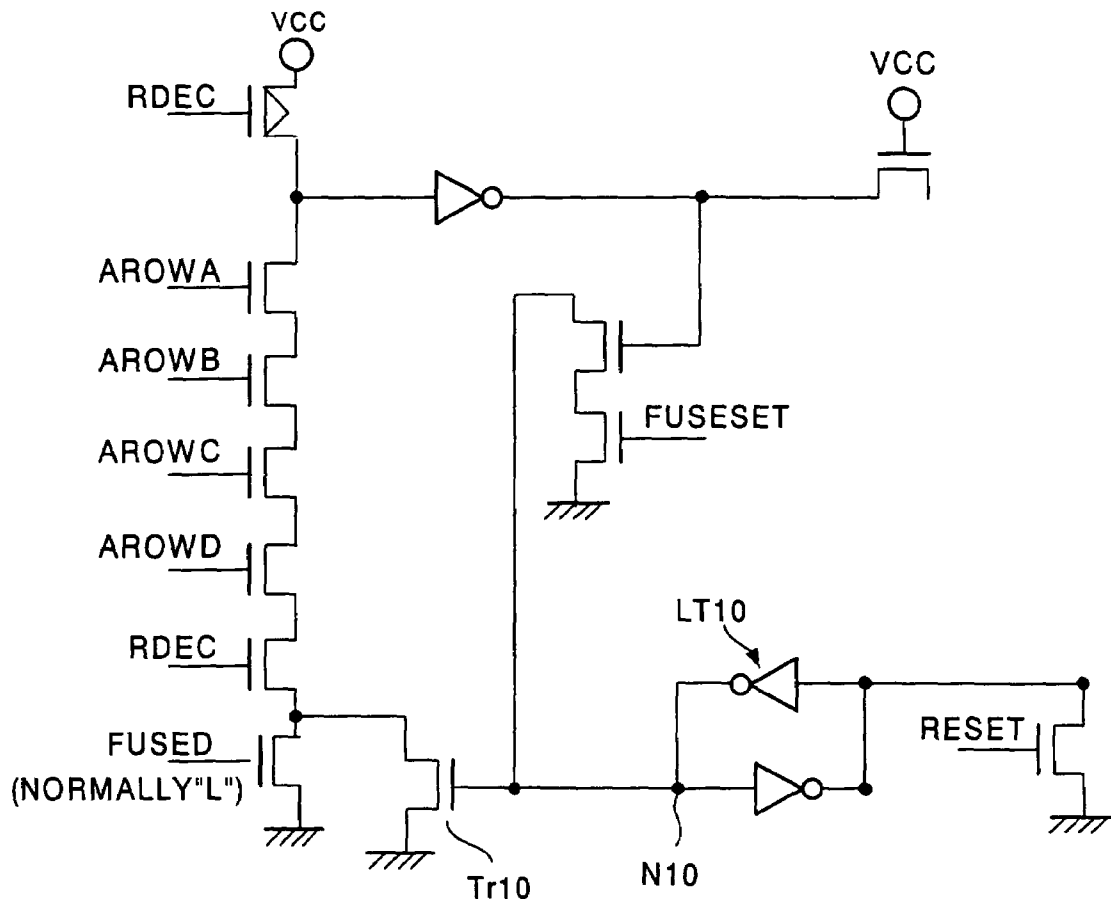 VCC
RDEC
VCC
AROWA
AROWB
FUSESET
AROWC
AROWD
LT10
RDEC
RESET
FUSED
(NORMALLY"L")
Tr10
N10